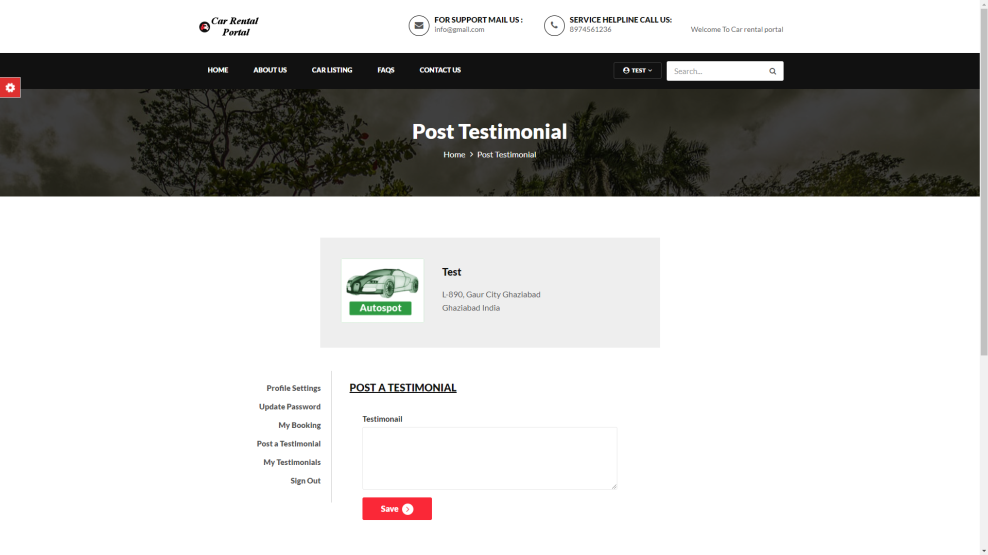 Car Rental
Portal
FOR SUPPORT MAIL US :
info@gmail.com
SERVICE HELPLINE CALL US:
8974561236
Welcome To Car rental portal
HOME
ABOUT US
CAR LISTING
FAQS
CONTACT US
TEST
Search...
Post Testimonial
Home > Post Testimonial
Autospot
Test
L-890, Gaur City Ghaziabad
Ghaziabad India
Profile Settings
Update Password
My Booking
Post a Testimonial
My Testimonials
Sign Out
POST A TESTIMONIAL
Testimonail
Save